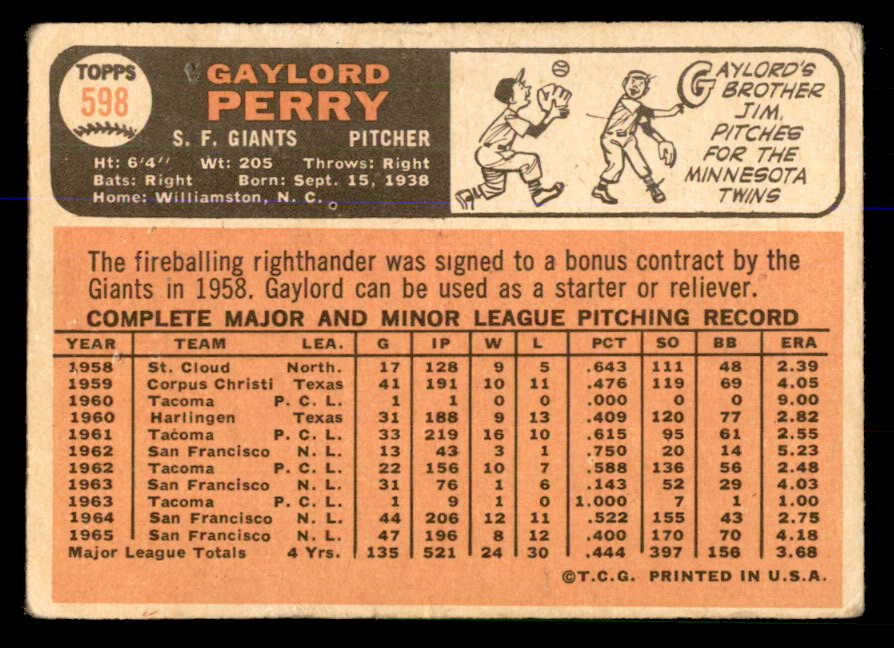 TOPPS
598
GAYLORD
PERRY
S. F. GIANTS PITCHER
Ht: 6'4" Wt: 205 Throws: Right
Bats: Right Born: Sept. 15, 1938
Home: Williamston, N. C.
GAYLORD'S
BROTHER
JIM,
PITCHES
FOR THE
MINNESOTA
TWINS
The fireballing righthander was signed to a bonus contract by the
Giants in 1958. Gaylord can be used as a starter or reliever.
COMPLETE MAJOR AND MINOR LEAGUE PITCHING RECORD
YEAR TEAM LEA. G IP W L PCT SO BB ERA
1958 St. Cloud North. 17 128 9 5 .643 111 48 2.39
1959 Corpus Christi Texas 41 191 10 11 .476 119 69 4.05
1960 Tacoma P. C. L. 1 1 0 0 .000 0 0 9.00
1960 Harlingen Texas 31 188 9 13 .409 120 77 2.82
1961 Tacoma P. C. L. 33 219 16 10 .615 95 61 2.55
1962 San Francisco N. L. 13 43 3 1 .750 20 14 5.23
1962 Tacoma P. C. L. 22 156 10 7 .588 136 56 2.48
1963 San Francisco N. L. 31 76 1 6 .143 52 29 4.03
1963 Tacoma P. C. L. 1 9 1 0 1.000 7 1 1.00
1964 San Francisco N. L. 44 206 12 11 .522 155 43 2.75
1965 San Francisco N. L. 47 196 8 12 .400 170 70 4.18
Major League Totals 4 Yrs. 135 521 24 30 .444 397 156 3.68
©T.C.G. PRINTED IN U.S.A.